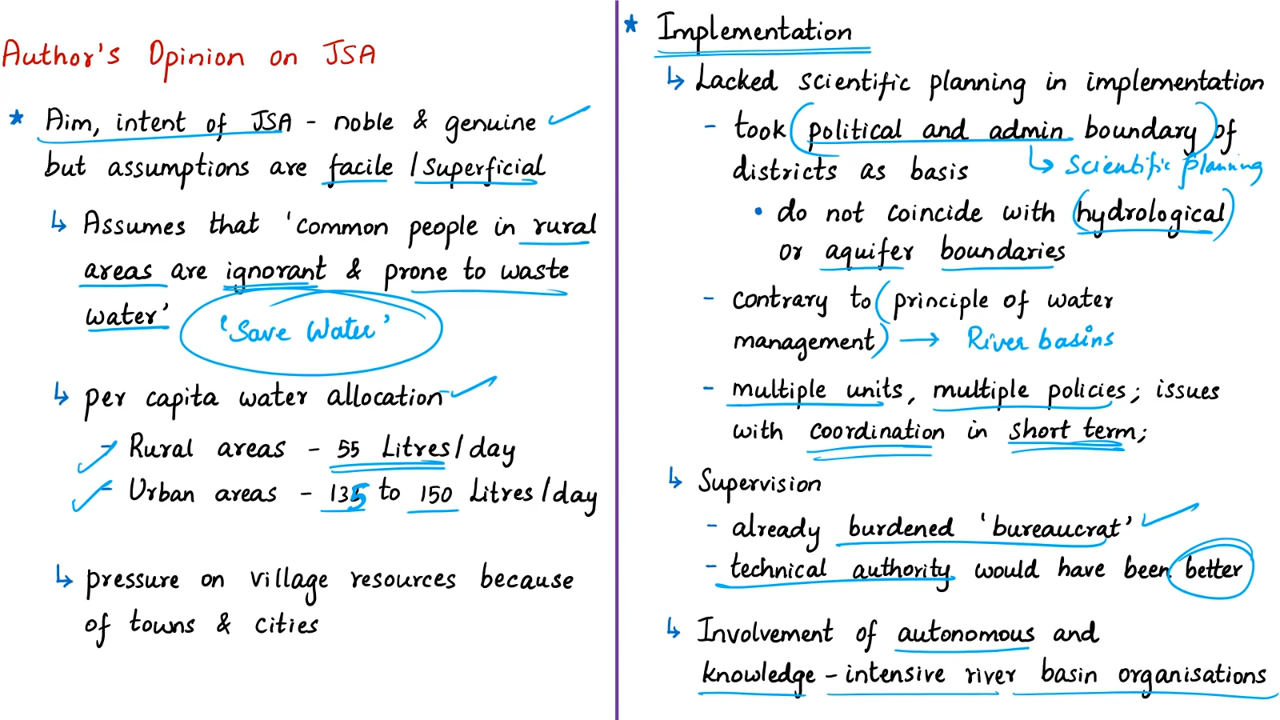 Author's Opinion on JSA
* Aim, intent of JSA - noble & genuine
but assumptions are facile / Superficial
↳ Assumes that 'common people in rural
areas are ignorant & prone to waste
water'
'Save Water'
↳ per capita water allocation
- Rural areas - 55 Litres/day
- Urban areas - 135 to 150 Litres/day
↳ pressure on village resources because
of towns & cities
* Implementation
↳ Lacked scientific planning in implementation
- took (political and admin boundary) of
districts as basis
↳ Scientific planning
• do not coincide with (hydrological)
or aquifer boundaries
- contrary to (principle of water
management) → River basins
- multiple units, multiple policies; issues
with coordination in short term;
↳ Supervision
- already burdened 'bureaucrat'
- technical authority would have been better
↳ Involvement of autonomous and
knowledge - intensive river basin organisations